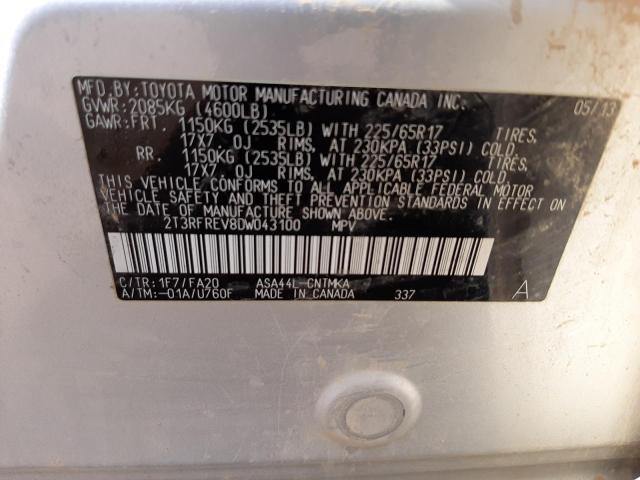 MFD.BY:TOYOTA MOTOR MANUFACTURING CANADA INC. 05/13
GVWR:2085KG (4600LB)
GAWR:FRT. 1150KG (2535LB) WITH 225/65R17 TIRES,
17X7. 0J RIMS, AT 230KPA (33PSI) COLD.
RR. 1150KG (2535LB) WITH 225/65R17 TIRES,
17X7. 0J RIMS, AT 230KPA (33PSI) COLD
THIS VEHICLE CONFORMS TO ALL APPLICABLE FEDERAL MOTOR
VEHICLE SAFETY AND THEFT PREVENTION STANDARDS IN EFFECT ON
THE DATE OF MANUFACTURE SHOWN ABOVE.
2T3RFREV8DW043100 MPV
C/TR:1F7/FA20 ASA44L-CNTMKA
A/TM:-01A/U760F MADE IN CANADA 337 A